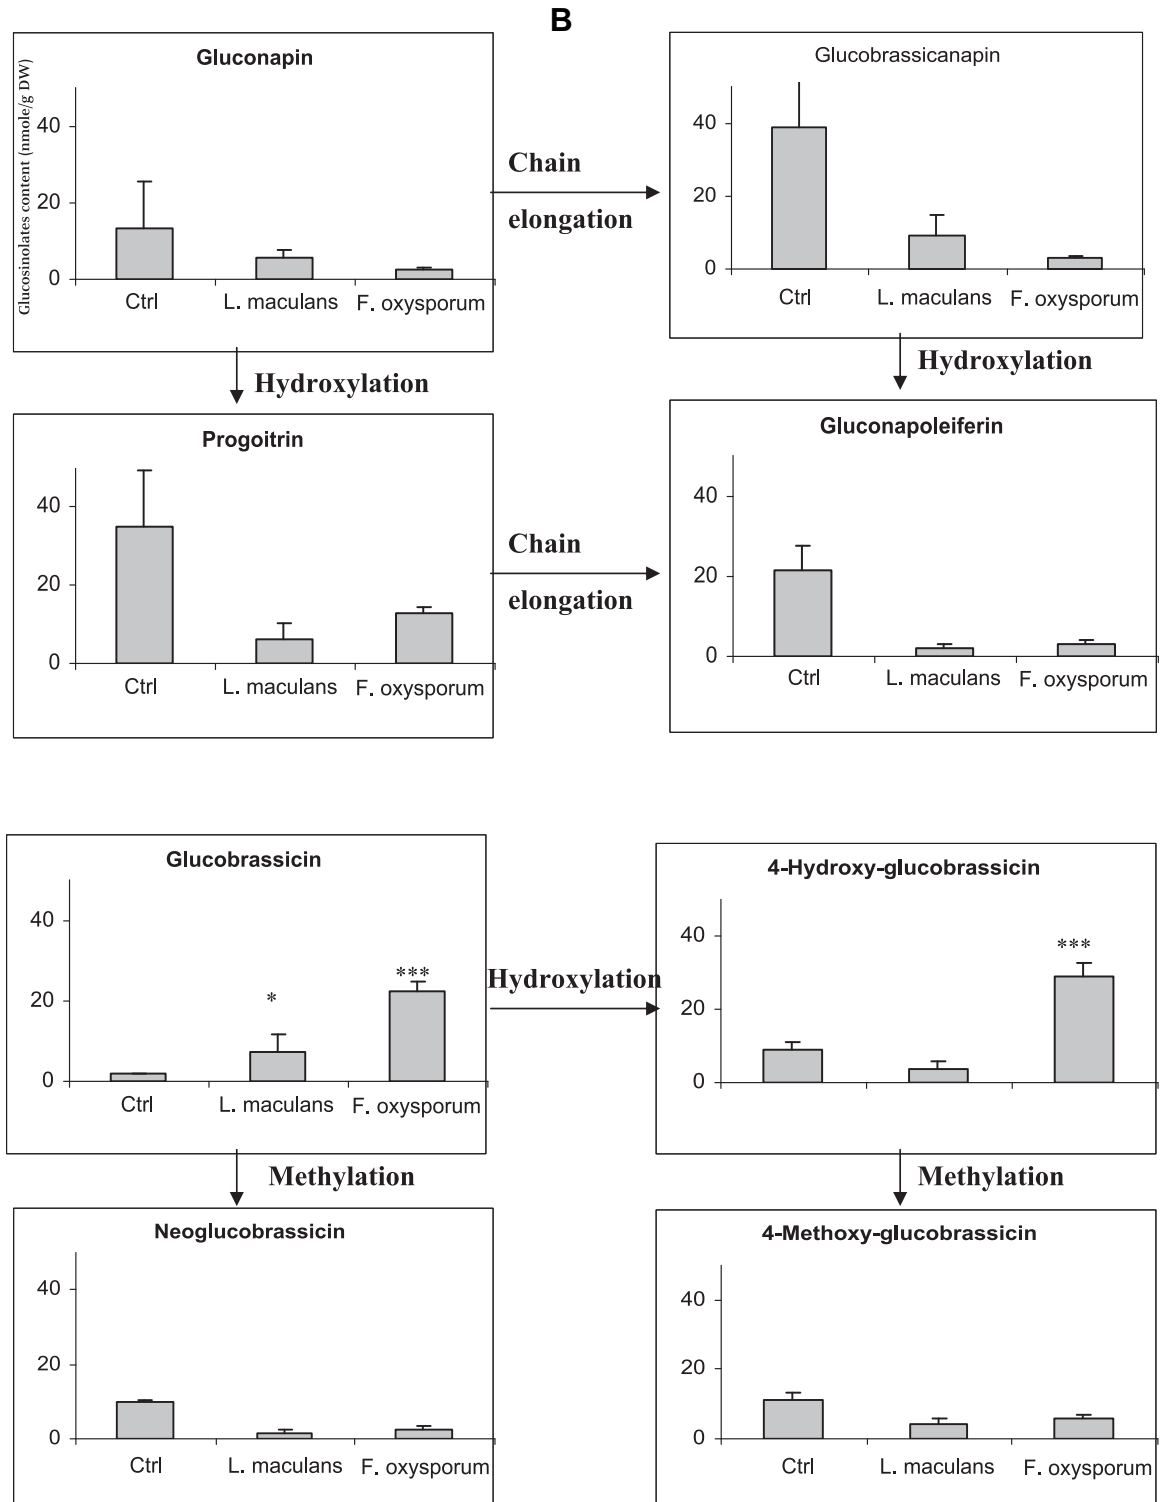 B
Gluconapin
Glucosinolates content (nmole/g DW)
40
20
0
Ctrl L. maculans F. oxysporum
Chain
elongation
Glucobrassicanapin
40
20
0
Ctrl L. maculans F. oxysporum
Hydroxylation
Hydroxylation
Progoitrin
40
20
0
Ctrl L. maculans F. oxysporum
Chain
elongation
Gluconapoleiferin
40
20
0
Ctrl L. maculans F. oxysporum
Glucobrassicin
40
20
0
*
***
Ctrl L. maculans F. oxysporum
Hydroxylation
4-Hydroxy-glucobrassicin
40
20
0
***
Methylation
Methylation
Neoglucobrassicin
40
20
0
Ctrl L. maculans F. oxysporum
4-Methoxy-glucobrassicin
40
20
0
Ctrl L. maculans F. oxysporum